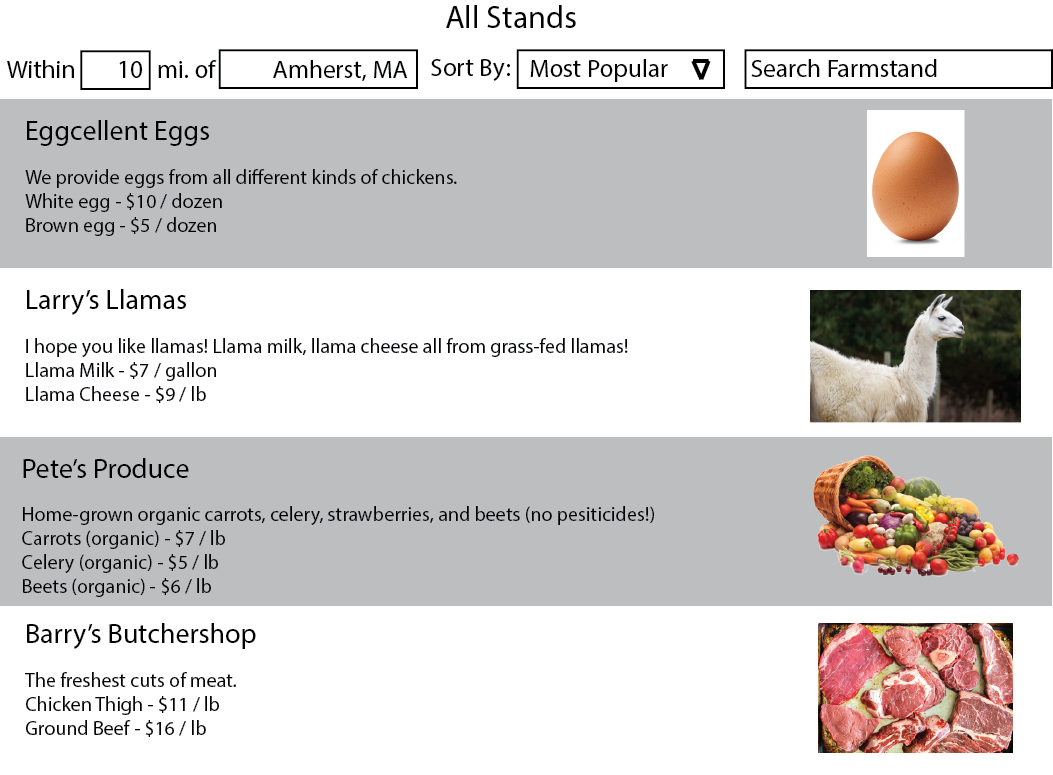 All Stands
Within 10 mi. of Amherst, MA Sort By: Most Popular Search Farmstand
Eggcellent Eggs
We provide eggs from all different kinds of chickens.
White egg - $10 / dozen
Brown egg - $5 / dozen
Larry’s Llamas
I hope you like llamas! Llama milk, llama cheese all from grass-fed llamas!
Llama Milk - $7 / gallon
Llama Cheese - $9 / lb
Pete’s Produce
Home-grown organic carrots, celery, strawberries, and beets (no pesiticides!)
Carrots (organic) - $7 / lb
Celery (organic) - $5 / lb
Beets (organic) - $6 / lb
Barry’s Butchershop
The freshest cuts of meat.
Chicken Thigh - $11 / lb
Ground Beef - $16 / lb